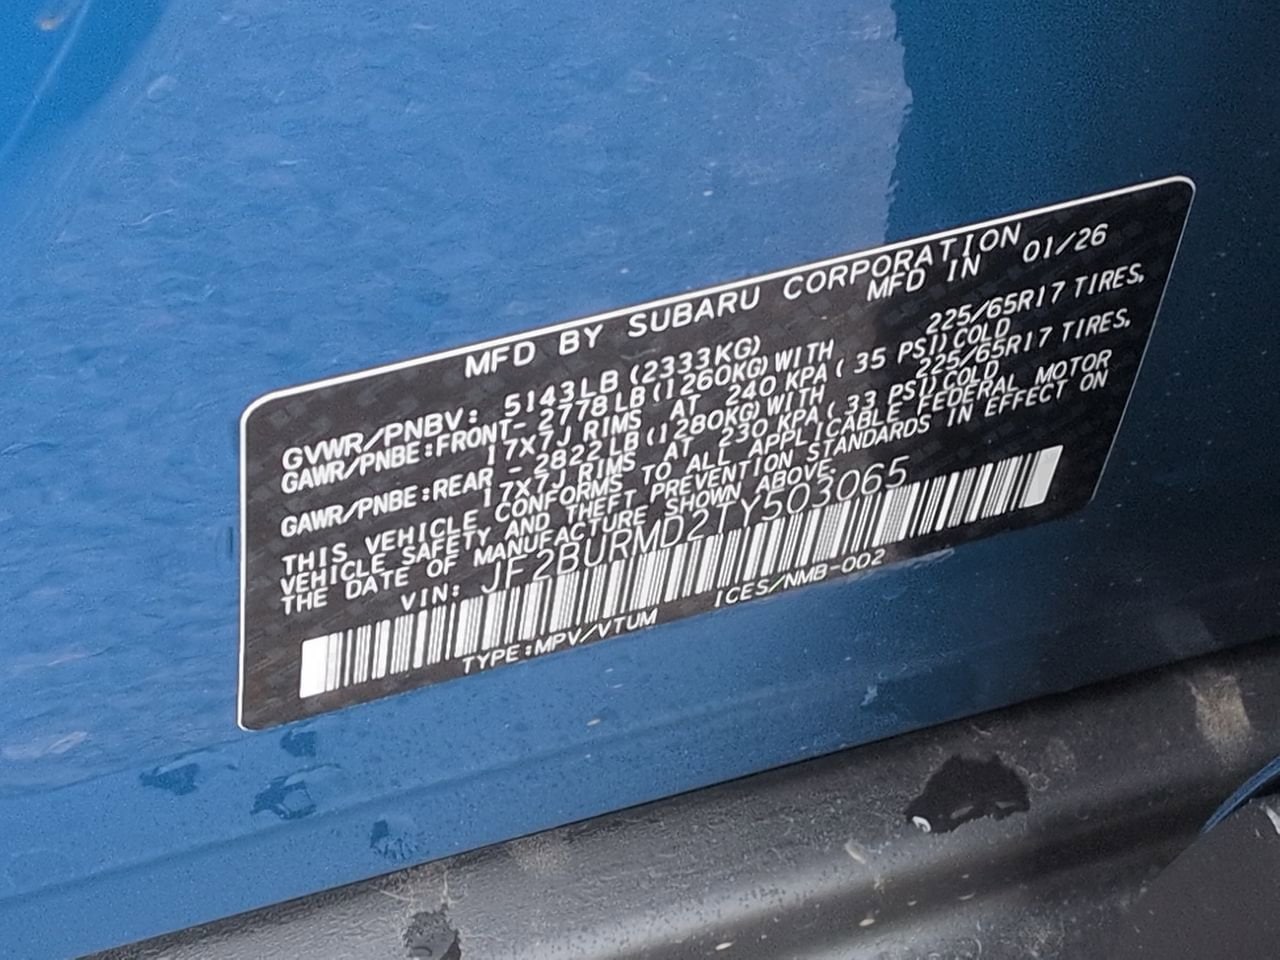 MFD BY SUBARU CORPORATION
MFD IN 01/26
GVWR/PNBV: 5143LB (2333KG)
GAWR/PNBE:FRONT- 2778LB(1260KG)WITH 225/65R17 TIRES,
17X7J RIMS AT 240 KPA( 35 PSI)COLD
GAWR/PNBE:REAR - 2822LB(1280KG)WITH 225/65R17 TIRES,
17X7J RIMS AT 230 KPA( 33 PSI)COLD
THIS VEHICLE CONFORMS TO ALL APPLICABLE FEDERAL MOTOR
VEHICLE SAFETY AND THEFT PREVENTION STANDARDS IN EFFECT ON
THE DATE OF MANUFACTURE SHOWN ABOVE.
VIN: JF2BURMD2TY503065
TYPE:MPV/VTUM ICES/NMB-002